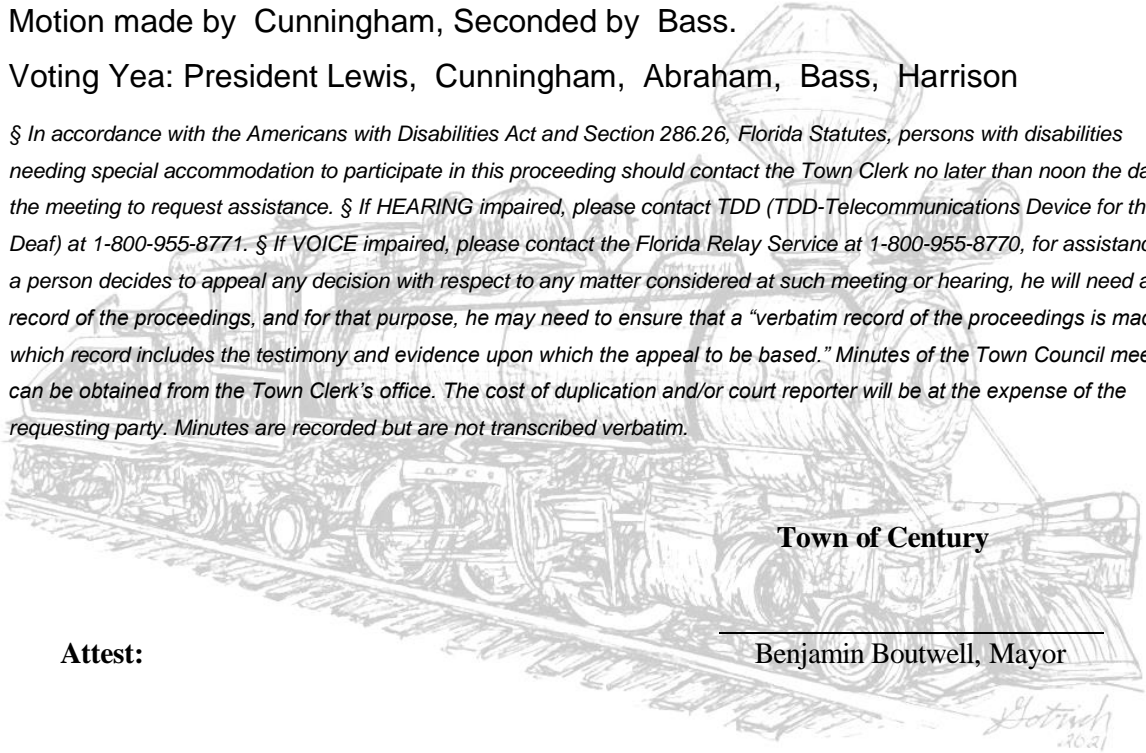 Motion made by Cunningham, Seconded by Bass.
Voting Yea: President Lewis, Cunningham, Abraham, Bass, Harrison
§ In accordance with the Americans with Disabilities Act and Section 286.26, Florida Statutes, persons with disabilities
needing special accommodation to participate in this proceeding should contact the Town Clerk no later than noon the da
the meeting to request assistance. § If HEARING impaired, please contact TDD (TDD-Telecommunications Device for th
Deaf) at 1-800-955-8771. § If VOICE impaired, please contact the Florida Relay Service at 1-800-955-8770, for assistanc
a person decides to appeal any decision with respect to any matter considered at such meeting or hearing, he will need a
record of the proceedings, and for that purpose, he may need to ensure that a “verbatim record of the proceedings is mad
which record includes the testimony and evidence upon which the appeal to be based.” Minutes of the Town Council mee
can be obtained from the Town Clerk’s office. The cost of duplication and/or court reporter will be at the expense of the
requesting party. Minutes are recorded but are not transcribed verbatim.
100
Town of Century
Attest:
Benjamin Boutwell, Mayor
Gotrich
2021